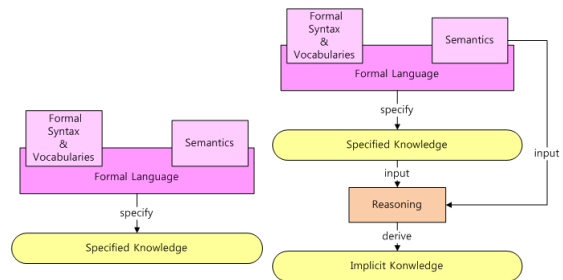 Formal
Syntax
&
Vocabularies
Semantics
Formal Language
specify
Specified Knowledge
Formal
Syntax
&
Vocabularies
Semantics
Formal Language
specify
Specified Knowledge
input
input
Reasoning
derive
Implicit Konwledge